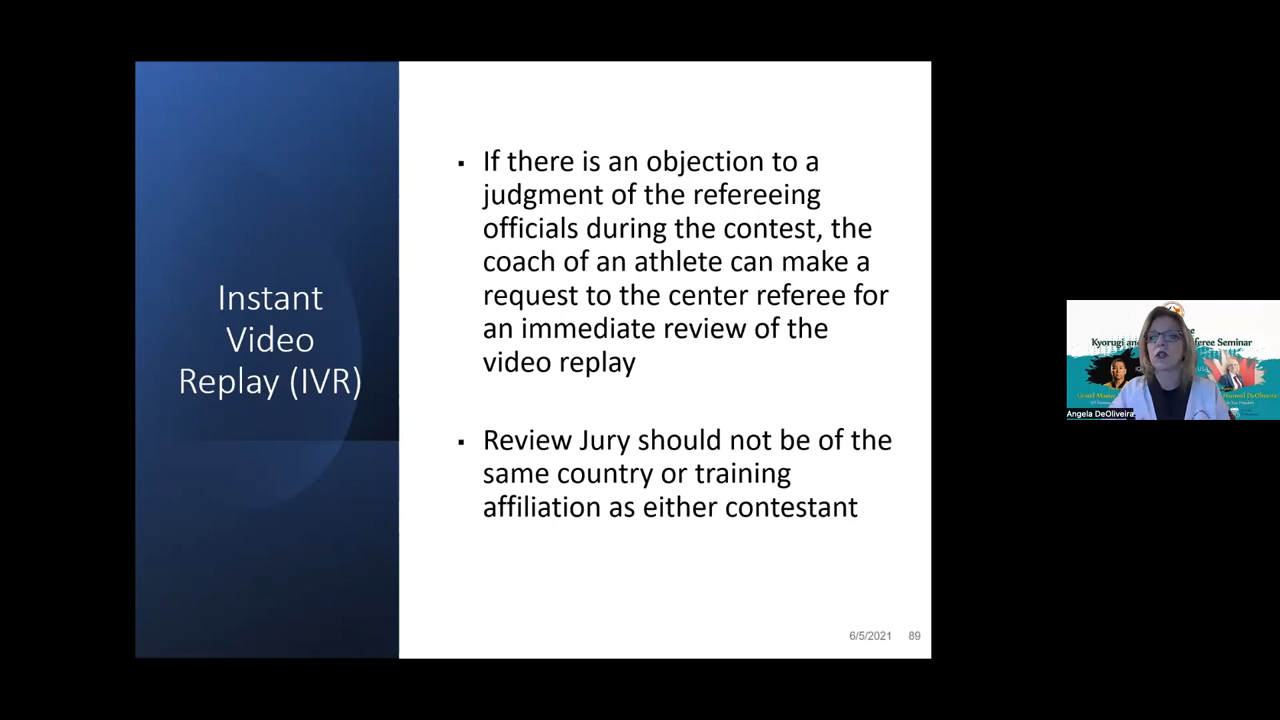 Instant
Video
Replay (IVR)
▪ If there is an objection to a
judgment of the refereeing
officials during the contest, the
coach of an athlete can make a
request to the center referee for
an immediate review of the
video replay
▪ Review Jury should not be of the
same country or training
affiliation as either contestant
6/5/2021 89
Kyorugi and
Seminar
Grand
DeOliveira
Angela DeOliveira